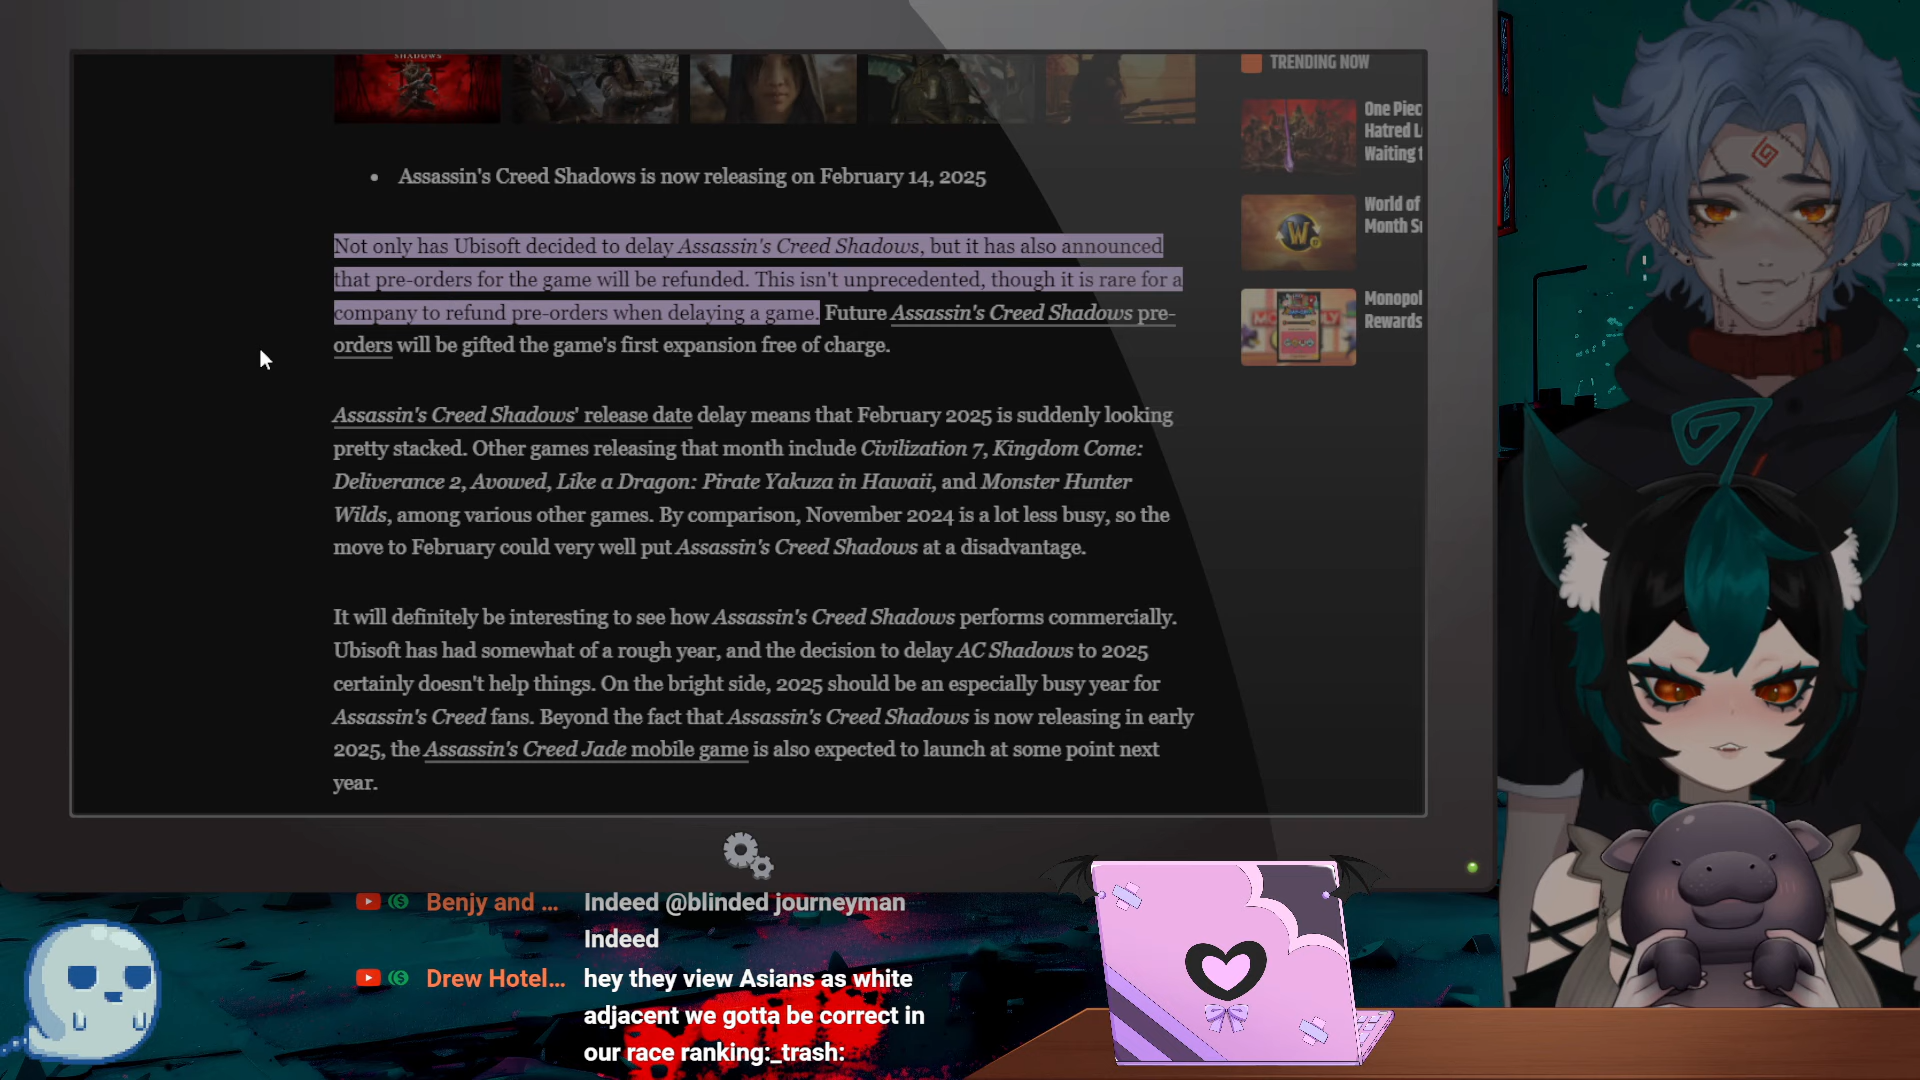 SHADOWS
TRENDING NOW
One Piec
Hatred L
Waiting t
World of
Month Su
Monopol
Rewards
W
Assassin's Creed Shadows is now releasing on February 14, 2025
Not only has Ubisoft decided to delay Assassin's Creed Shadows, but it has also announced
that pre-orders for the game will be refunded. This isn't unprecedented, though it is rare for a
company to refund pre-orders when delaying a game. Future Assassin's Creed Shadows pre-
orders will be gifted the game's first expansion free of charge.
Assassin's Creed Shadows' release date delay means that February 2025 is suddenly looking
pretty stacked. Other games releasing that month include Civilization 7, Kingdom Come:
Deliverance 2, Avowed, Like a Dragon: Pirate Yakuza in Hawaii, and Monster Hunter
Wilds, among various other games. By comparison, November 2024 is a lot less busy, so the
move to February could very well put Assassin's Creed Shadows at a disadvantage.
It will definitely be interesting to see how Assassin's Creed Shadows performs commercially.
Ubisoft has had somewhat of a rough year, and the decision to delay AC Shadows to 2025
certainly doesn't help things. On the bright side, 2025 should be an especially busy year for
Assassin's Creed fans. Beyond the fact that Assassin's Creed Shadows is now releasing in early
2025, the Assassin's Creed Jade mobile game is also expected to launch at some point next
year.
Benjy and ... Indeed @blinded journeyman
Indeed
Drew Hotel... hey they view Asians as white
adjacent we gotta be correct in
our race ranking:_trash: